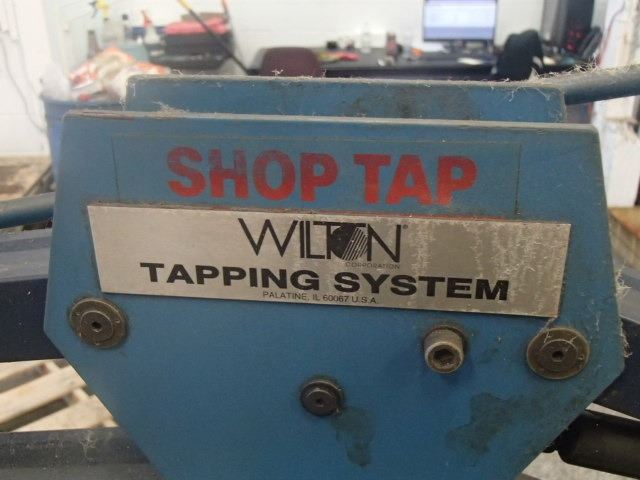 SHOP TAP
WILTON®
CORPORATION
TAPPING SYSTEM
PALATINE, IL 60067 U.S.A.